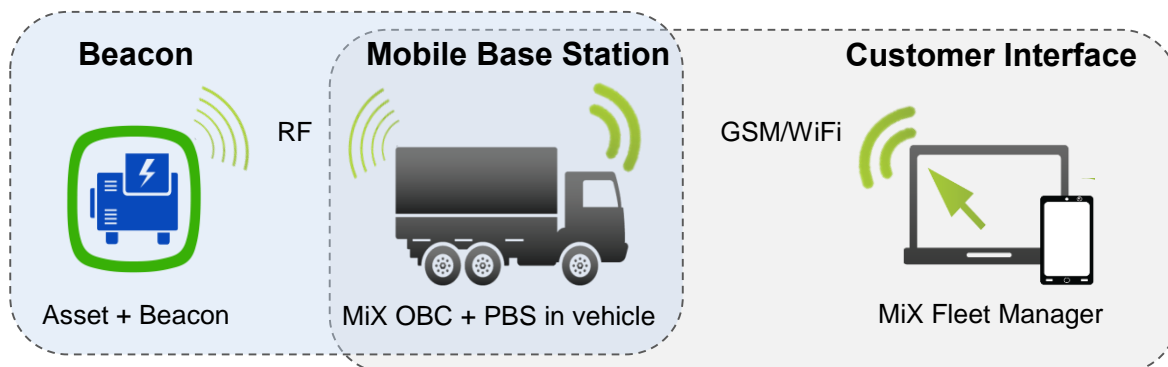 Beacon
Mobile Base Station
Customer Interface
RF
GSM/WiFi
Asset + Beacon
MiX OBC + PBS in vehicle
MiX Fleet Manager